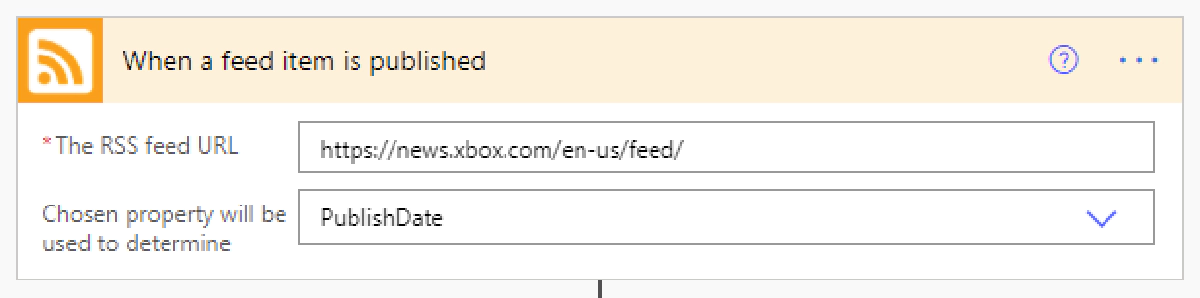 When a feed item is published
?
* The RSS feed URL
https://news.xbox.com/en-us/feed/
Chosen property will be
used to determine
PublishDate